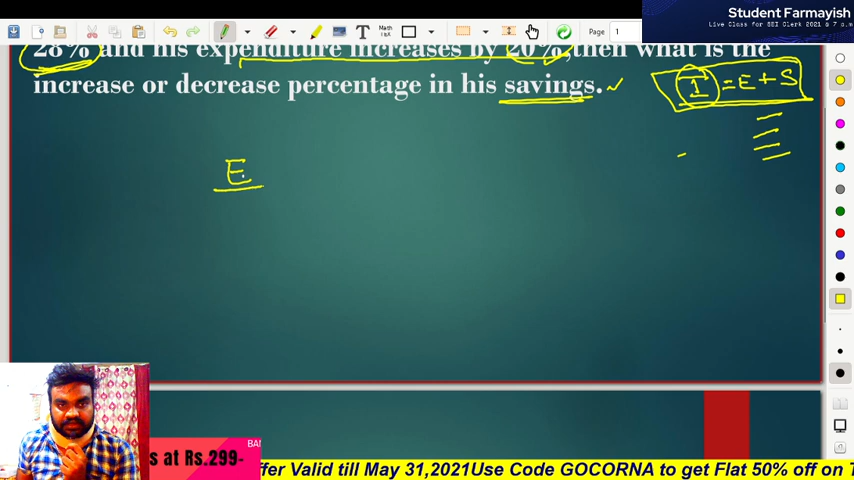 Student Farmayish
Live Class for SBI Clerk 2021 a
Math
Page
1
28% and his expenditure increases by 20%,then what is the
increase or decrease percentage in his savings.
I = E + S
E
BA
s at Rs.299-
ffer Valid till May 31,2021Use Code GOCORNA to get Flat 50% off on T